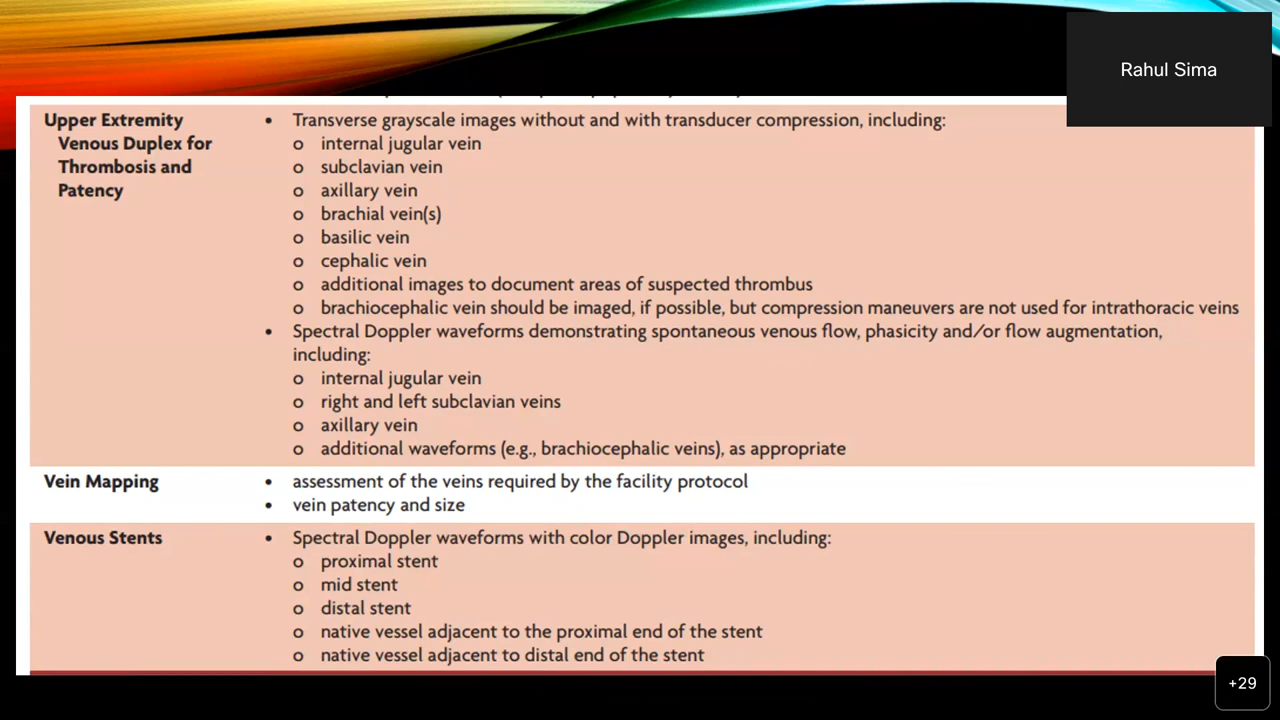 Rahul Sima
Upper Extremity
Venous Duplex for
Thrombosis and
Patency
• Transverse grayscale images without and with transducer compression, including:
o internal jugular vein
o subclavian vein
o axillary vein
o brachial vein(s)
o basilic vein
o cephalic vein
o additional images to document areas of suspected thrombus
o brachiocephalic vein should be imaged, if possible, but compression maneuvers are not used for intrathoracic veins
• Spectral Doppler waveforms demonstrating spontaneous venous flow, phasicity and/or flow augmentation,
including:
o internal jugular vein
o right and left subclavian veins
o axillary vein
o additional waveforms (e.g., brachiocephalic veins), as appropriate
Vein Mapping
• assessment of the veins required by the facility protocol
• vein patency and size
Venous Stents
• Spectral Doppler waveforms with color Doppler images, including:
o proximal stent
o mid stent
o distal stent
o native vessel adjacent to the proximal end of the stent
o native vessel adjacent to distal end of the stent
+29